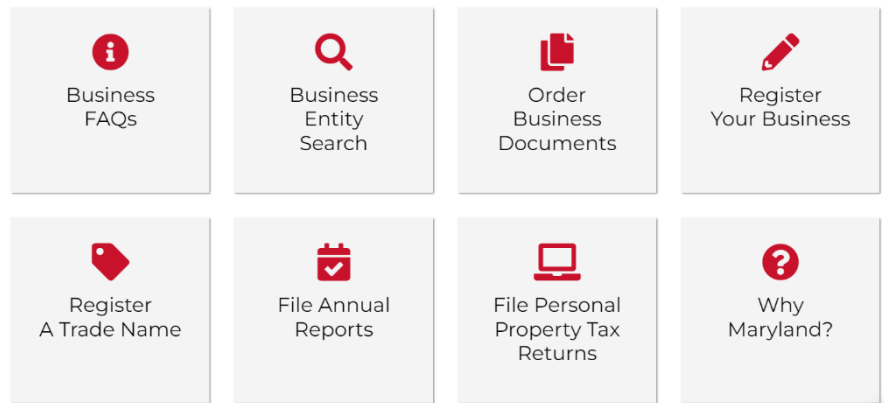 Business
FAQs
Business
Entity
Search
Order
Business
Documents
Register
Your Business
Register
A Trade Name
File Annual
Reports
File Personal
Property Tax
Returns
Why
Maryland?